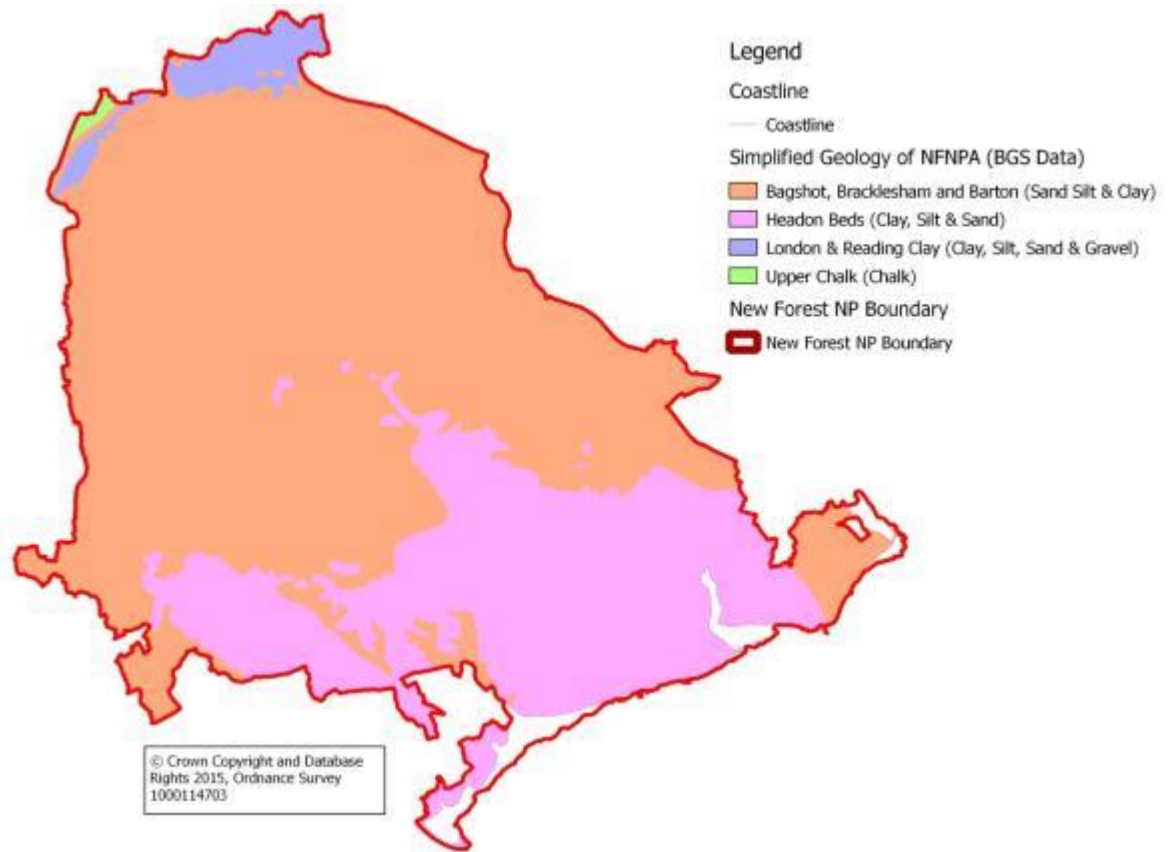 Legend
Coastline
Coastline
Simplified Geology of NFNPA (BGS Data)
Bagshot, Bracklesham and Barton (Sand Silt & Clay)
Headon Beds (Clay, Silt & Sand)
London & Reading Clay (Clay, Silt, Sand & Gravel)
Upper Chalk (Chalk)
New Forest NP Boundary
New Forest NP Boundary
© Crown Copyright and Database
Rights 2015, Ordnance Survey
1000114703